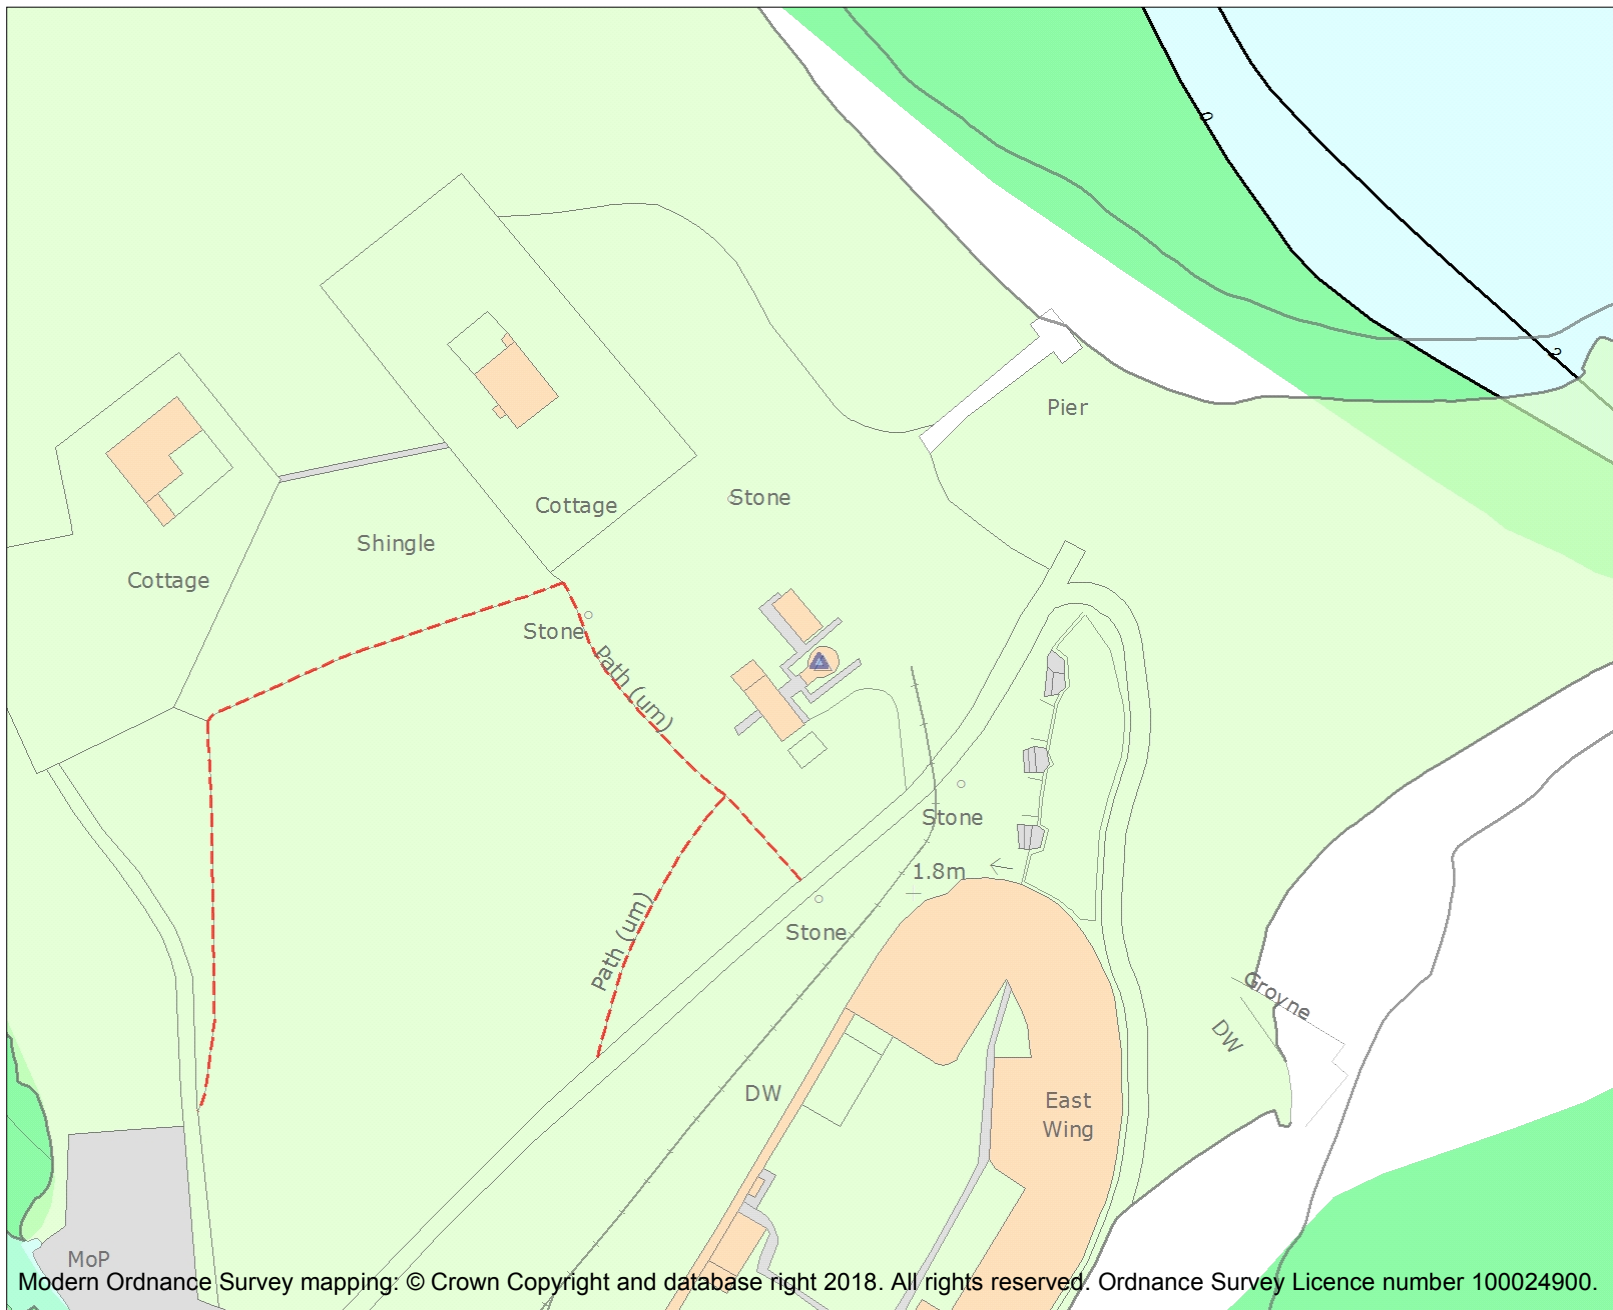 0
2
Pier
Stone
Cottage
Shingle
Cottage
Stone
Path (um)
Stone
1.8m
Path (um)
Stone
Groyne
DW
DW
East
Wing
MoP
Modern Ordnance Survey mapping: © Crown Copyright and database right 2018. All rights reserved. Ordnance Survey Licence number 100024900.